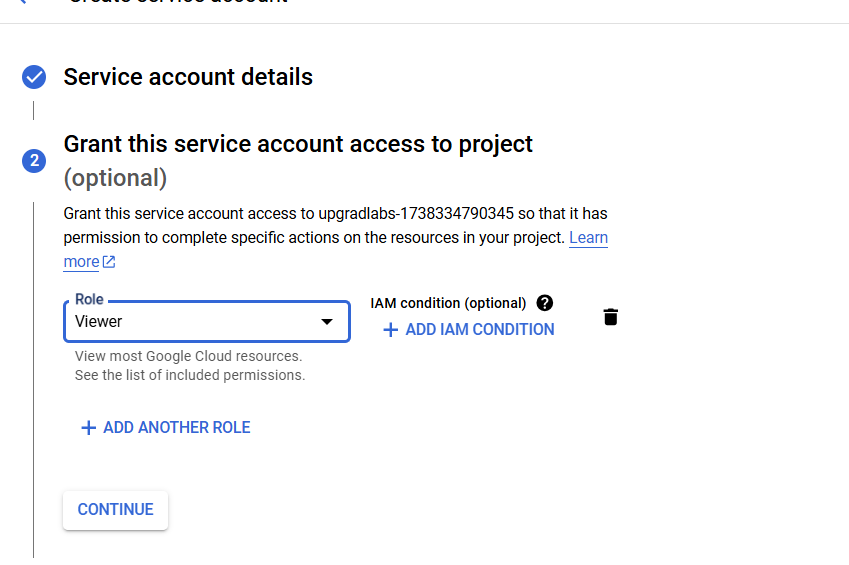 Create service account
Service account details
2
Grant this service account access to project
(optional)
Grant this service account access to upgradlabs-1738334790345 so that it has
permission to complete specific actions on the resources in your project. Learn
more
Role
Viewer
IAM condition (optional) ?
+ ADD IAM CONDITION
View most Google Cloud resources.
See the list of included permissions.
+ ADD ANOTHER ROLE
CONTINUE